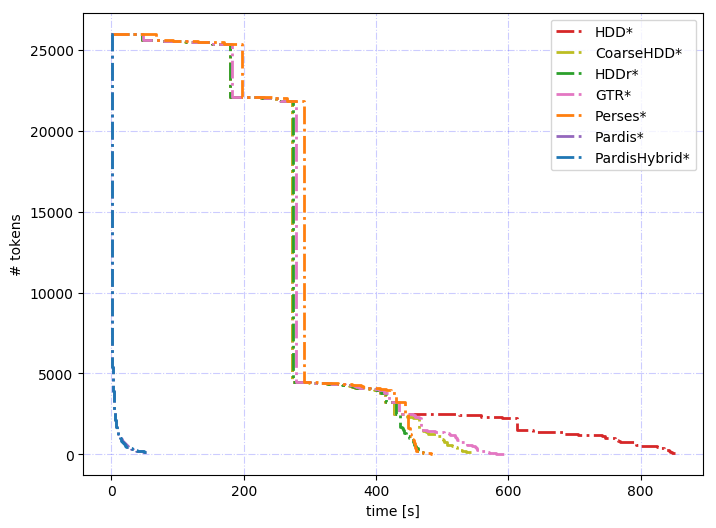 # tokens
25000
20000
15000
10000
5000
0
0 200 400 600 800
time [s]
HDD*
CoarseHDD*
HDDr*
GTR*
Perses*
Pardis*
PardisHybrid*